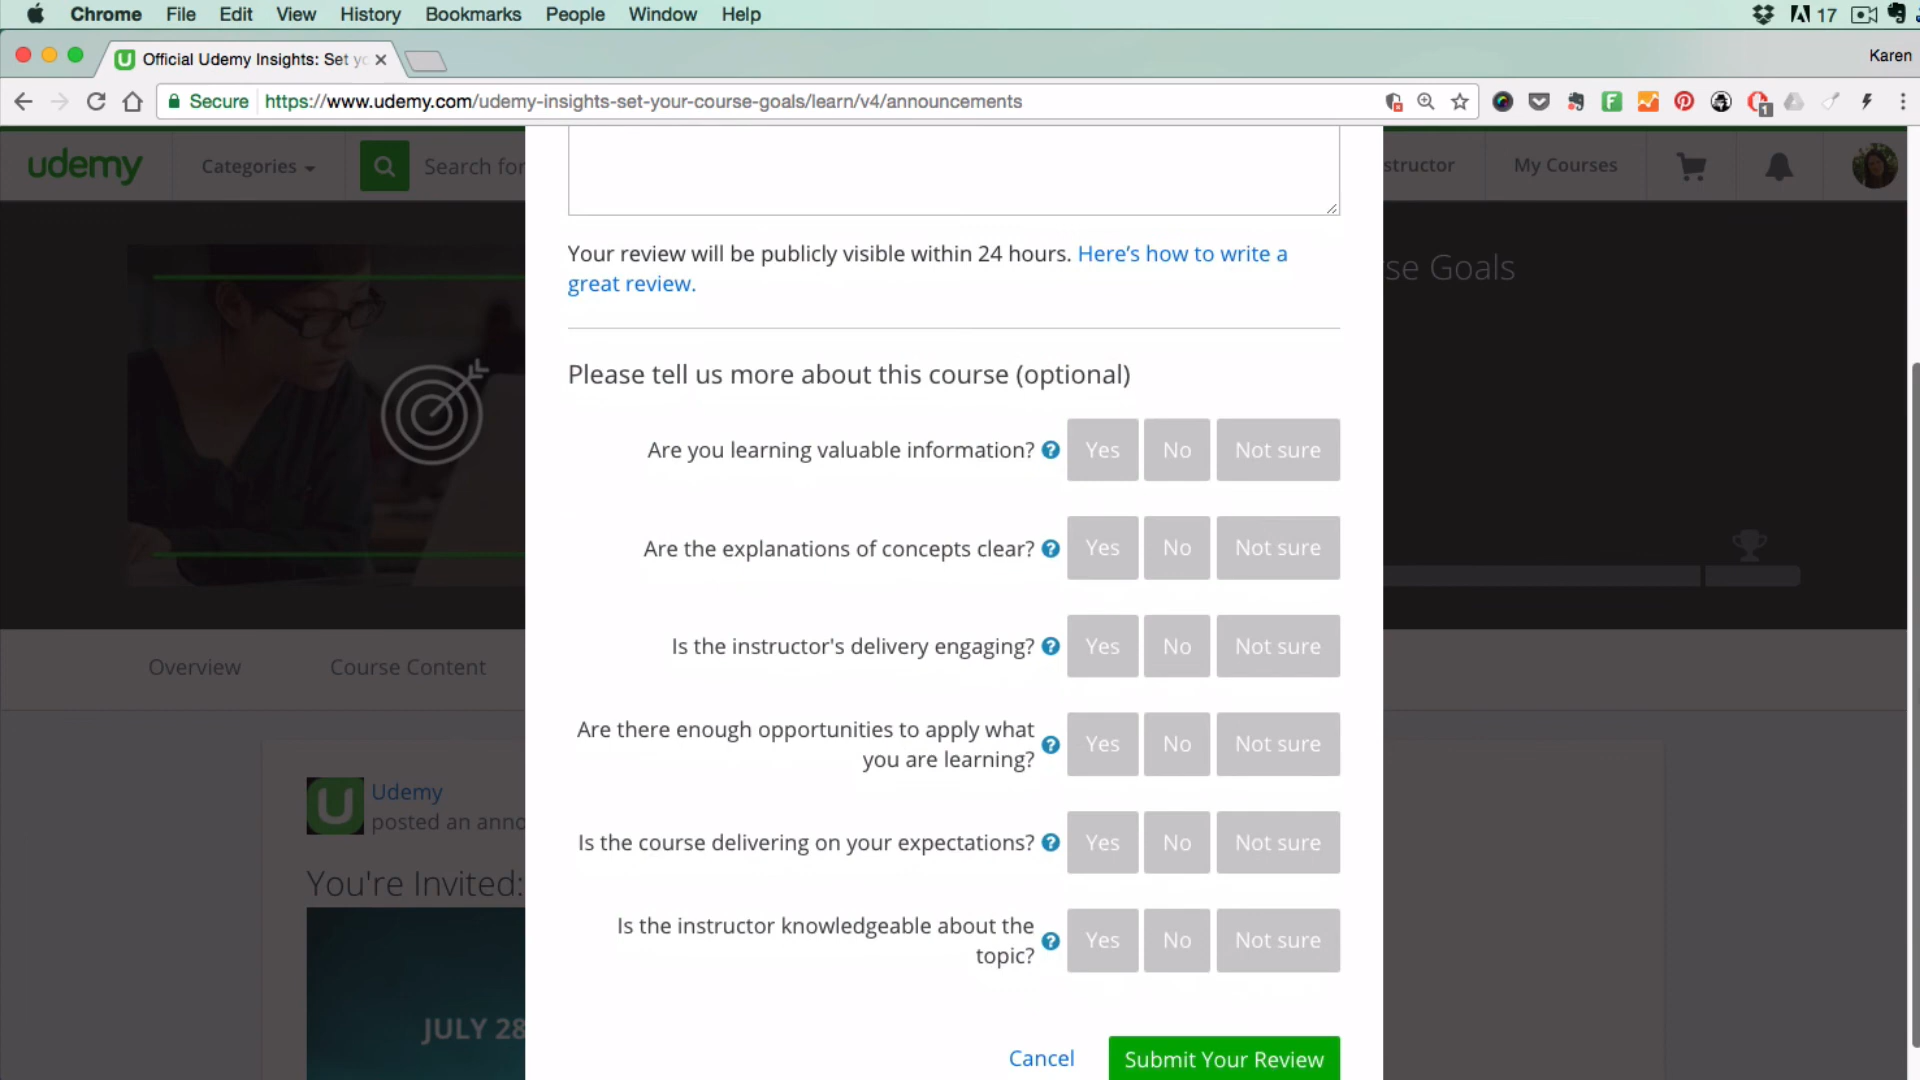 Chrome File Edit View History Bookmarks People Window Help 17
Official Udemy Insights: Set yo
Karen
Secure https://www.udemy.com/udemy-insights-set-your-course-goals/learn/v4/announcements
1
udemy Categories Search for structor My Courses
Your review will be publicly visible within 24 hours. Here's how to write a
great review.
se Goals
Please tell us more about this course (optional)
Are you learning valuable information? ? Yes No Not sure
Are the explanations of concepts clear? ? Yes No Not sure
Is the instructor's delivery engaging? ? Yes No Not sure
Overview Course Content
Are there enough opportunities to apply what
you are learning? ? Yes No Not sure
Udemy
posted an anno
Is the course delivering on your expectations? ? Yes No Not sure
You're Invited:
Is the instructor knowledgeable about the
topic? ? Yes No Not sure
JULY 28
Cancel Submit Your Review